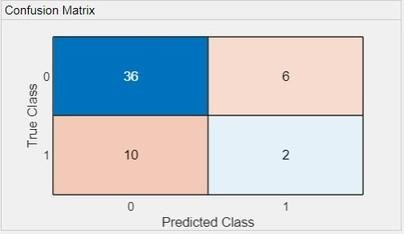 Confusion Matrix
True Class
0
36
6
1
10
2
0
1
Predicted Class